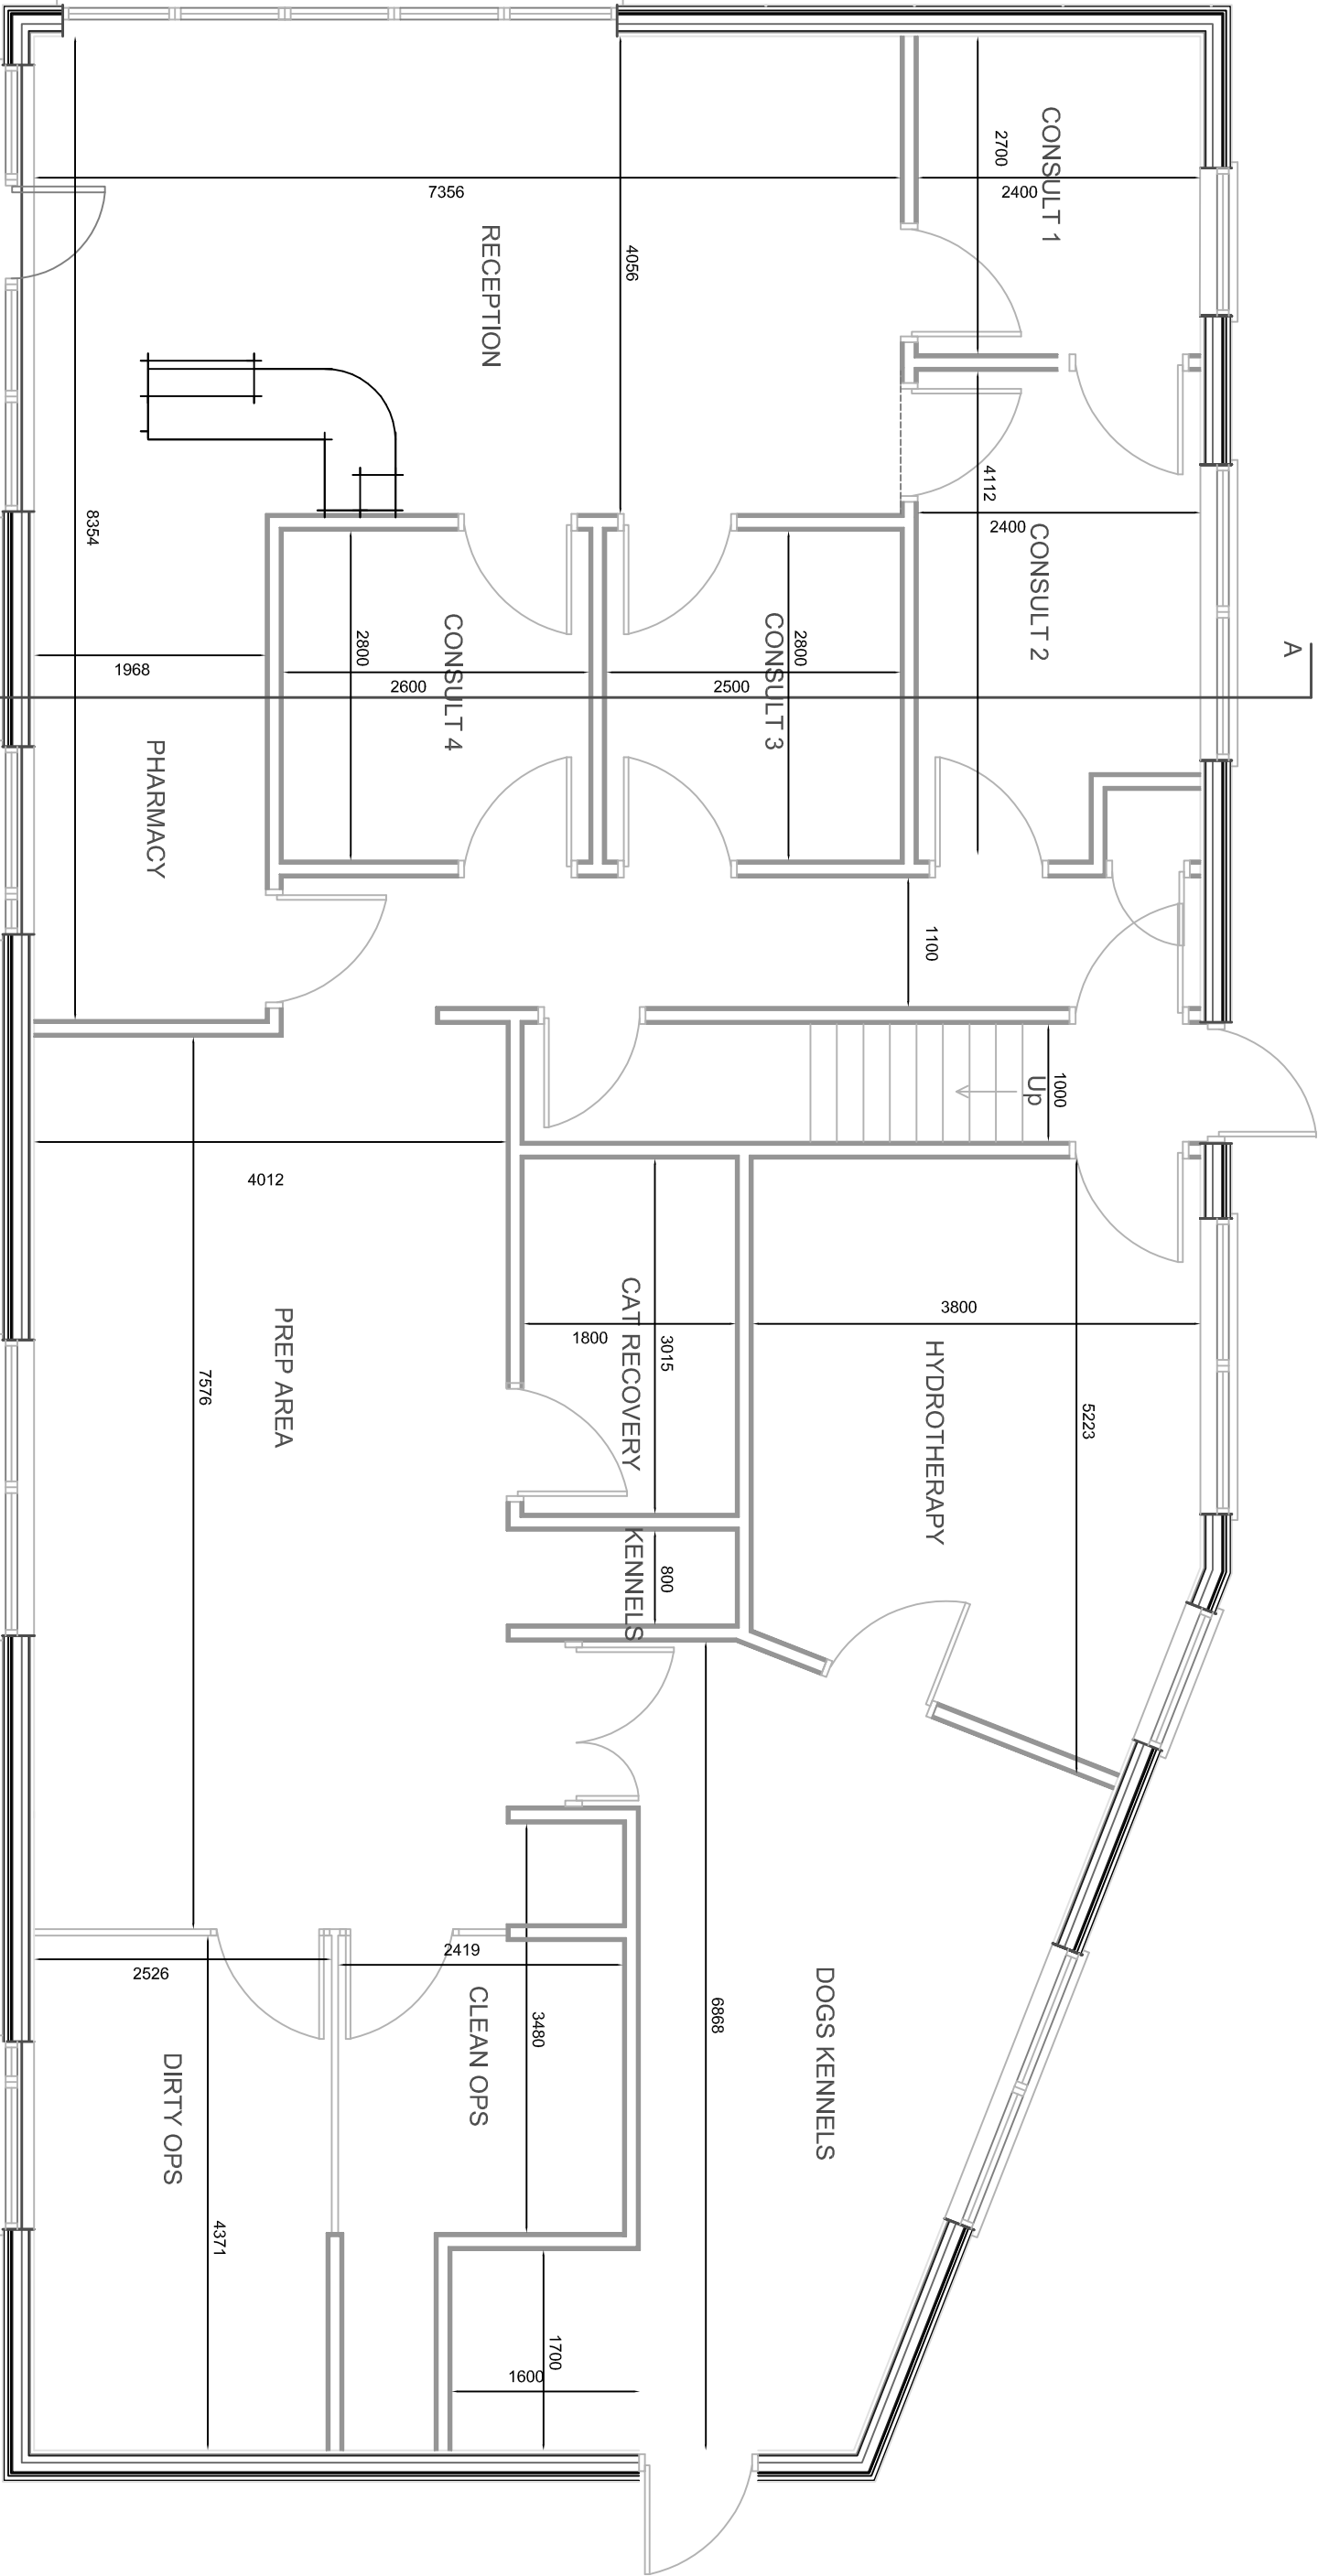 CONSULT 1
2700
2400
7356
RECEPTION
4056
A
4112
2400
CONSULT 2
8354
CONSULT 4
2800
2600
CONSULT 3
2800
2500
1968
PHARMACY
1100
Up
1000
4012
PREP AREA
7576
CAT RECOVERY
1800
3015
3800
HYDROTHERAPY
5223
KENNELS
800
2419
2526
CLEAN OPS
3480
DOGS KENNELS
6868
DIRTY OPS
4371
1700
1600